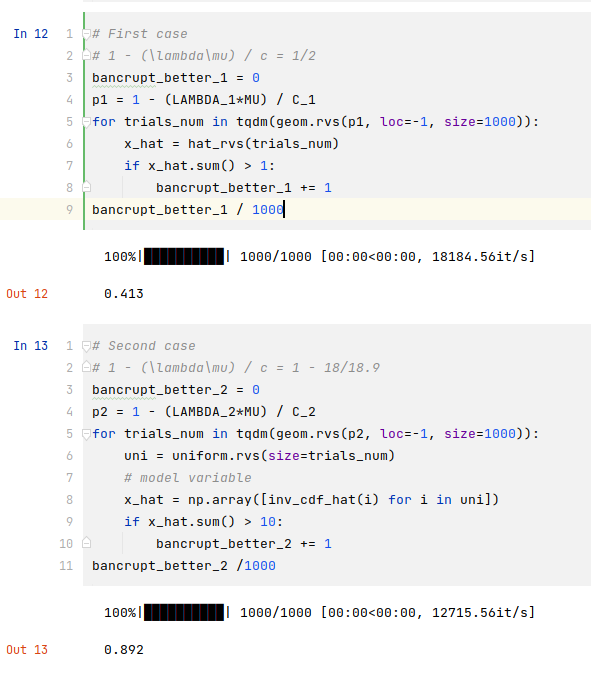 In 12
1 # First case
2 # 1 - (\lambda\mu) / c = 1/2
3 bancrupt_better_1 = 0
4 p1 = 1 - (LAMBDA_1*MU) / C_1
5 for trials_num in tqdm(geom.rvs(p1, loc=-1, size=1000)):
6 x_hat = hat_rvs(trials_num)
7 if x_hat.sum() > 1:
8 bancrupt_better_1 += 1
9 bancrupt_better_1 / 1000
100%|██████████| 1000/1000 [00:00<00:00, 18184.56it/s]
Out 12 0.413
In 13
1 # Second case
2 # 1 - (\lambda\mu) / c = 1 - 18/18.9
3 bancrupt_better_2 = 0
4 p2 = 1 - (LAMBDA_2*MU) / C_2
5 for trials_num in tqdm(geom.rvs(p2, loc=-1, size=1000)):
6 uni = uniform.rvs(size=trials_num)
7 # model variable
8 x_hat = np.array([inv_cdf_hat(i) for i in uni])
9 if x_hat.sum() > 10:
10 bancrupt_better_2 += 1
11 bancrupt_better_2 /1000
100%|██████████| 1000/1000 [00:00<00:00, 12715.56it/s]
Out 13 0.892